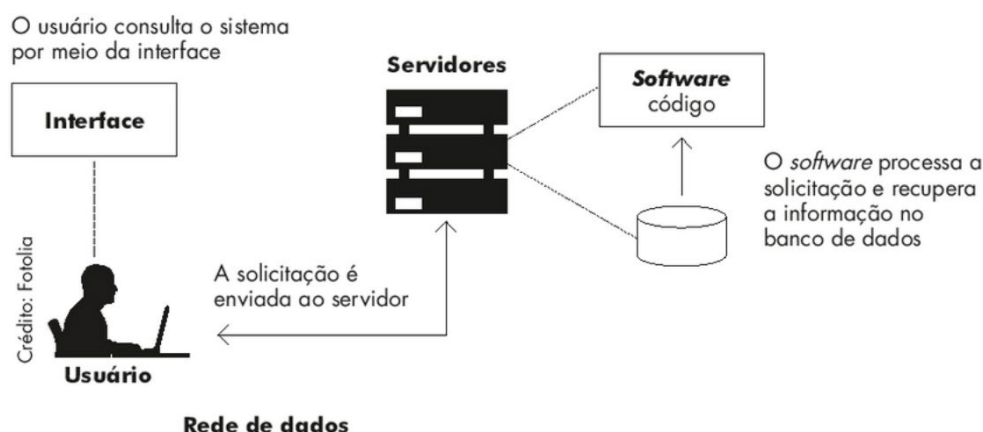 O usuário consulta o sistema
por meio da interface
Interface
Crédito: Fotolia
Usuário
A solicitação é
enviada ao servidor
Servidores
Software
código
O software processa a
solicitação e recupera
a informação no
banco de dados
Rede de dados